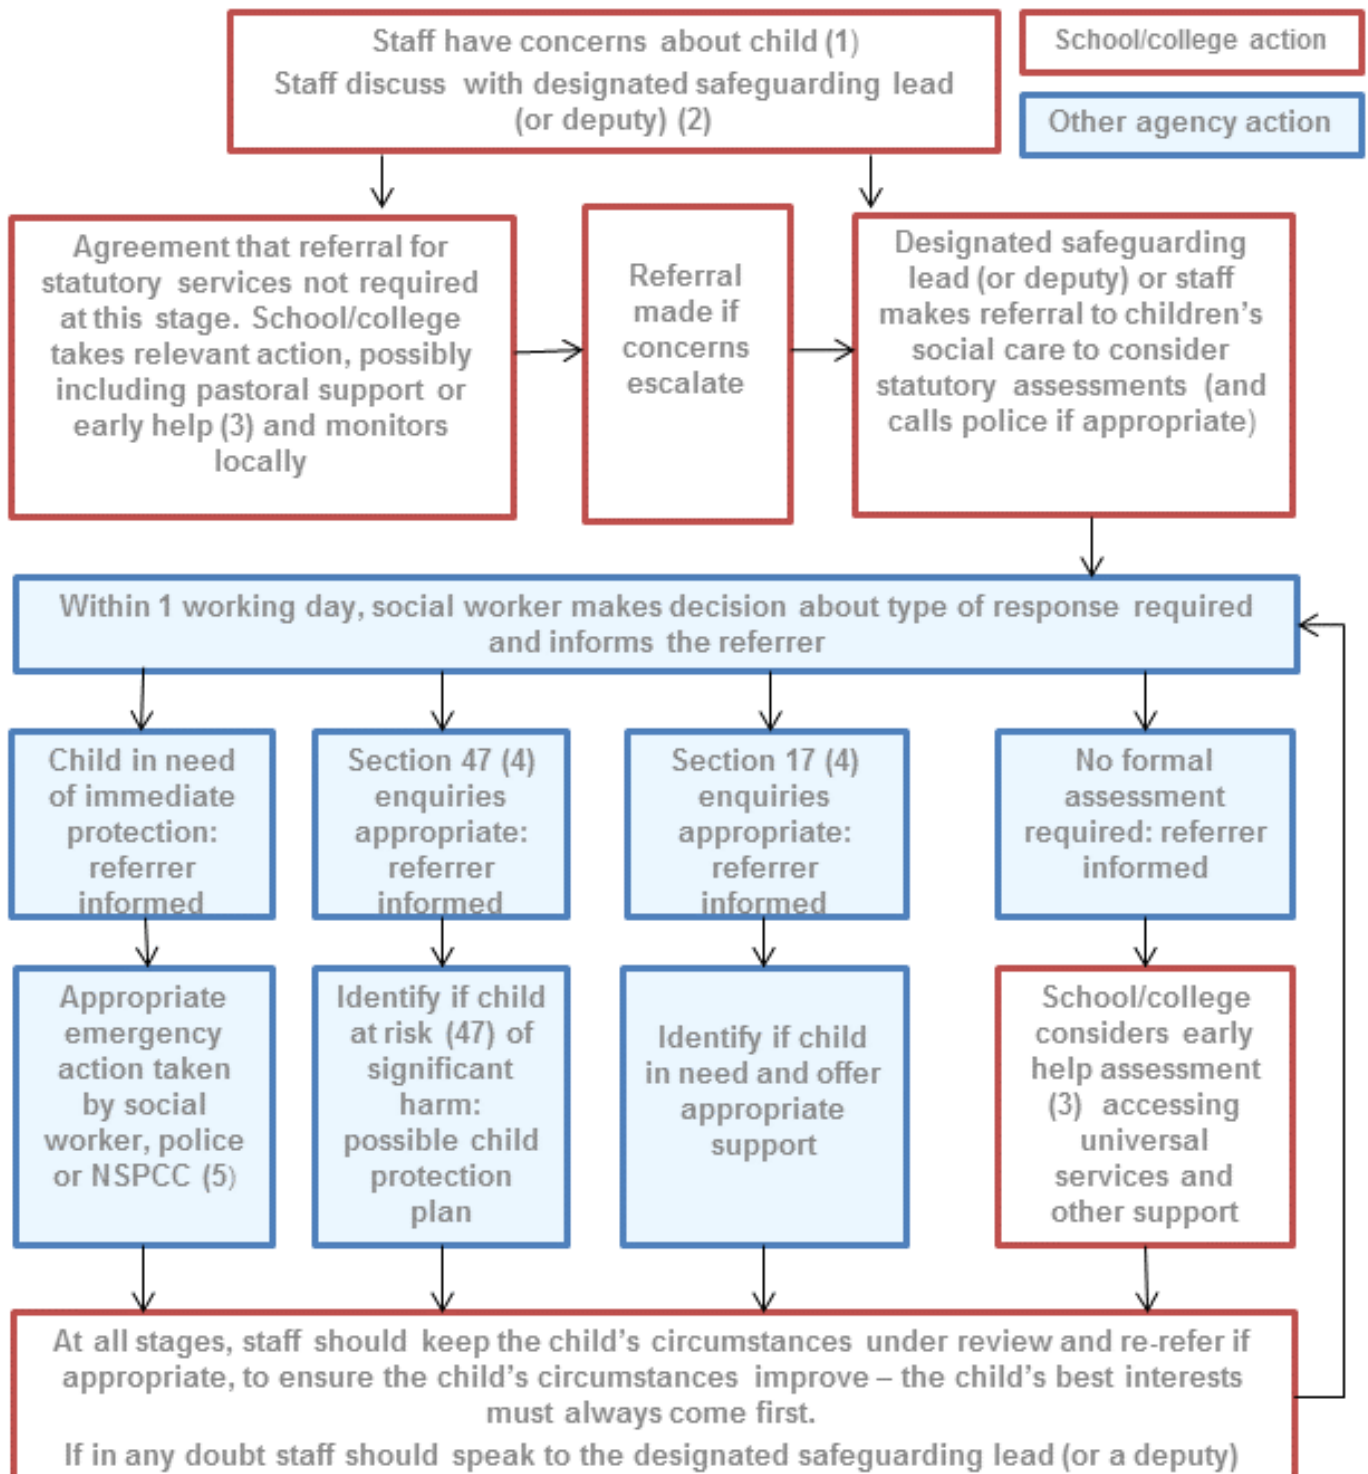 Staff have concerns about child (1)
Staff discuss with designated safeguarding lead
(or deputy) (2)
School/college action
Other agency action
Agreement that referral for
statutory services not required
at this stage. School/college
takes relevant action, possibly
including pastoral support or
early help (3) and monitors
locally
Referral
made if
concerns
escalate
Designated safeguarding
lead (or deputy) or staff
makes referral to children's
social care to consider
statutory assessments (and
calls police if appropriate)
Within 1 working day, social worker makes decision about type of response required
and informs the referrer
Child in need
of immediate
protection:
referrer
informed
Section 47 (4)
enquiries
appropriate:
referrer
informed
Section 17 (4)
enquiries
appropriate:
referrer
informed
No formal
assessment
required: referrer
informed
Appropriate
emergency
action taken
by social
worker, police
or NSPCC (5)
Identify if child
at risk (47) of
significant
harm:
possible child
protection
plan
Identify if child
in need and offer
appropriate
support
School/college
considers early
help assessment
(3) accessing
universal
services and
other support
At all stages, staff should keep the child's circumstances under review and re-refer if
appropriate, to ensure the child's circumstances improve – the child's best interests
must always come first.
If in any doubt staff should speak to the designated safeguarding lead (or a deputy)